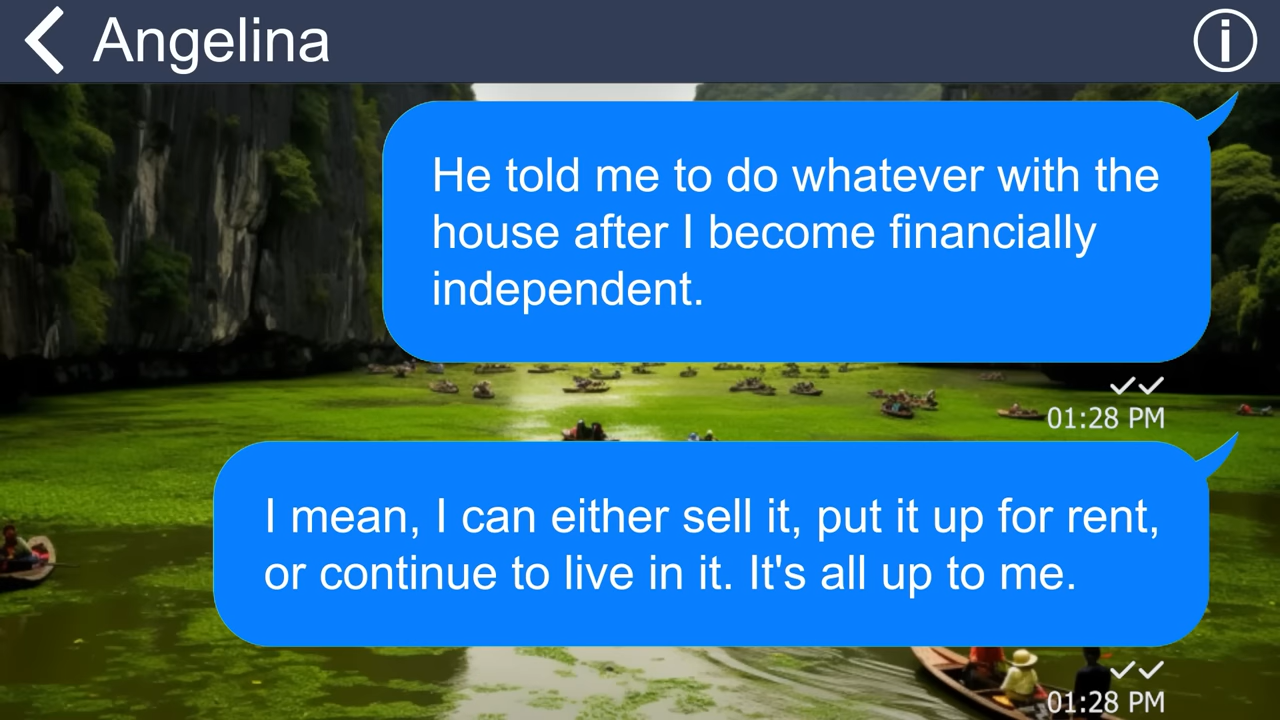 Angelina
He told me to do whatever with the
house after I become financially
independent.
01:28 PM
I mean, I can either sell it, put it up for rent,
or continue to live in it. It's all up to me.
01:28 PM